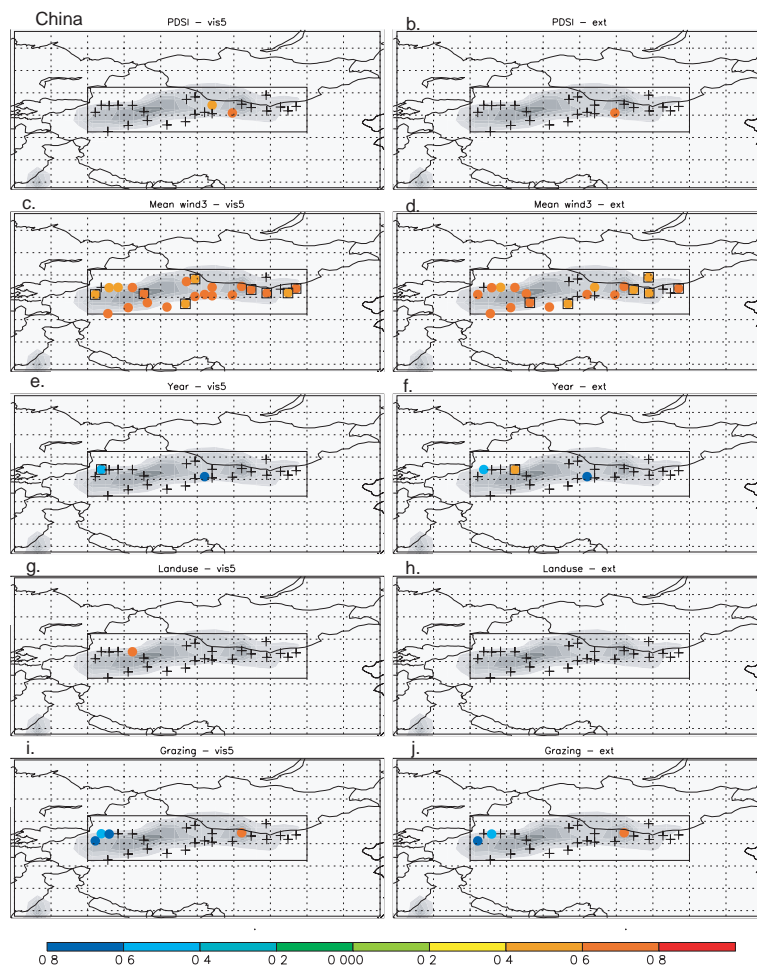 China
PDSI – vis5
b.
PDSI – ext
c.
Mean wind3 – vis5
d.
Mean wind3 – ext
e.
Year – vis5
f.
Year – ext
g.
Landuse – vis5
h.
Landuse – ext
i.
Grazing – vis5
j.
Grazing – ext
0 8 0 6 0 4 0 2 0 000 0 2 0 4 0 6 0 8